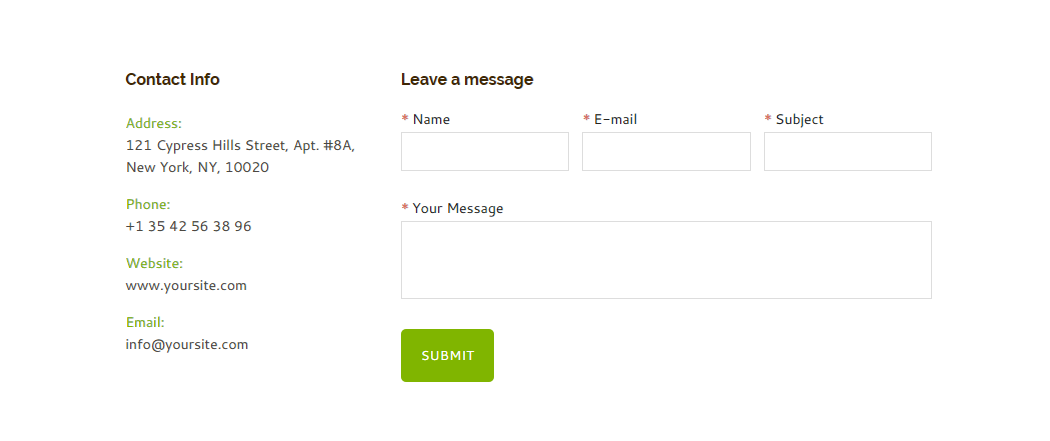 Contact Info
Address:
121 Cypress Hills Street, Apt. #8A,
New York, NY, 10020
Phone:
+1 35 42 56 38 96
Website:
www.yoursite.com
Email:
info@yoursite.com
Leave a message
* Name
* E-mail
* Subject
* Your Message
SUBMIT